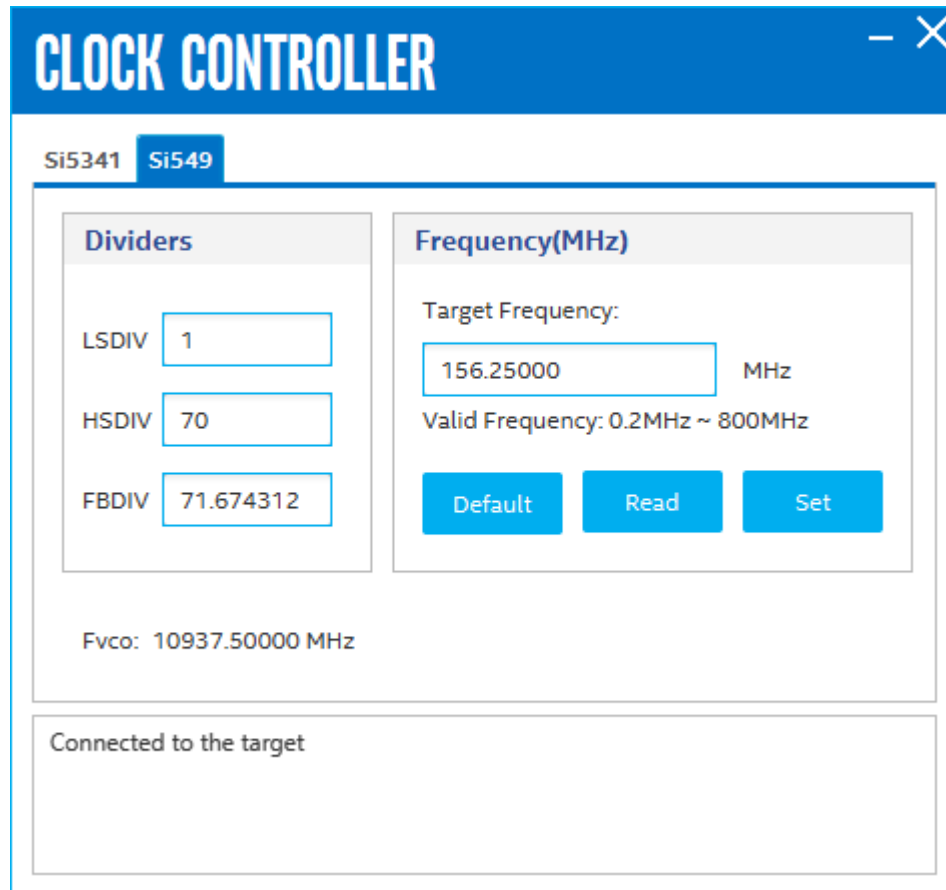 CLOCK CONTROLLER
Si5341 Si549
Dividers
LSDIV 1
HSDIV 70
FBDIV 71.674312
Frequency(MHz)
Target Frequency:
156.25000 MHz
Valid Frequency: 0.2MHz ~ 800MHz
Default Read Set
Fvco: 10937.50000 MHz
Connected to the target